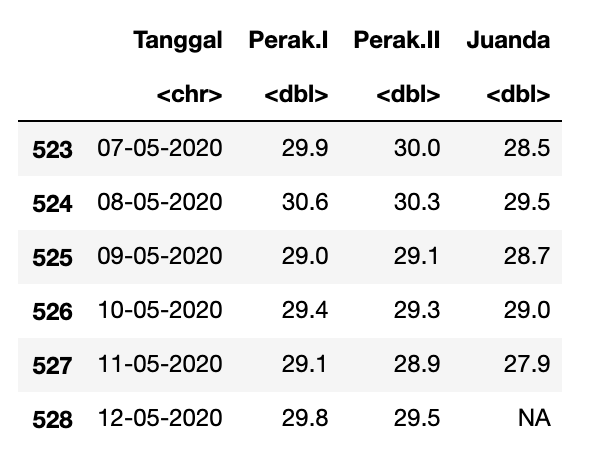 Tanggal Perak.I Perak.II Juanda
<chr> <dbl> <dbl> <dbl>
523 07-05-2020 29.9 30.0 28.5
524 08-05-2020 30.6 30.3 29.5
525 09-05-2020 29.0 29.1 28.7
526 10-05-2020 29.4 29.3 29.0
527 11-05-2020 29.1 28.9 27.9
528 12-05-2020 29.8 29.5 NA